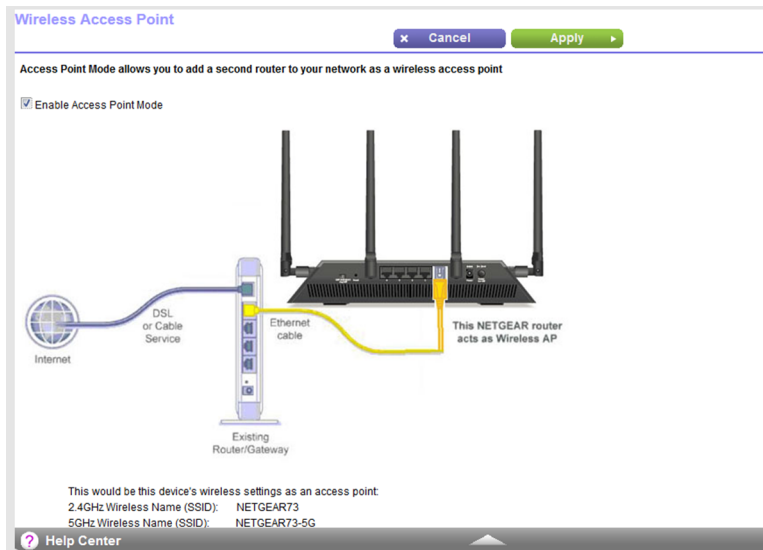 Wireless Access Point
Cancel
Apply
Access Point Mode allows you to add a second router to your network as a wireless access point
Enable Access Point Mode
DSL
or Cable
Service
Ethernet
cable
This NETGEAR router
acts as Wireless AP
Internet
Existing
Router/Gateway
This would be this device's wireless settings as an access point:
2.4GHz Wireless Name (SSID): NETGEAR73
5GHz Wireless Name (SSID): NETGEAR73-5G
? Help Center